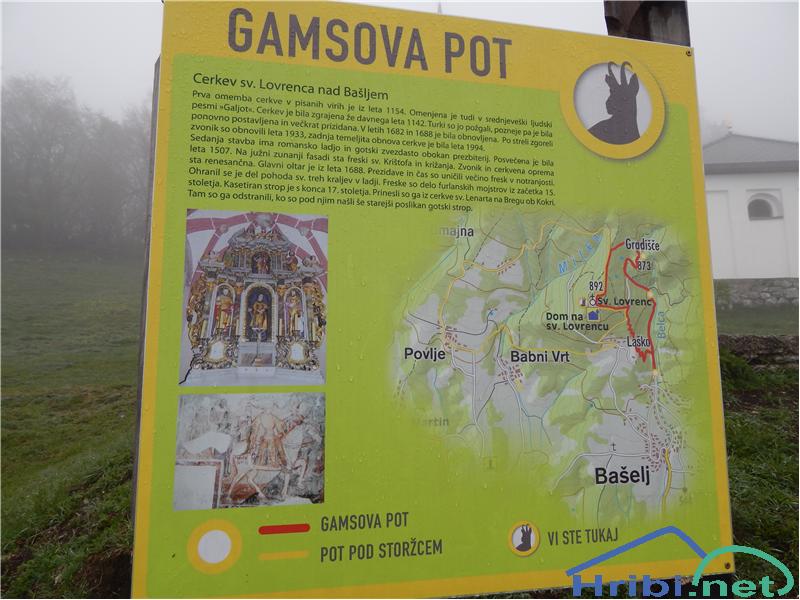 GAMSOVA POT
Cerkev sv. Lovrenca nad Bašljem
Prva omemba cerkve v pisanih virih je iz leta 1154. Omenjena je tudi v srednjeveški ljudski
pesmi »Galjot«. Cerkev je bila zgrajena že davnega leta 1142. Turki so jo požgali, pozneje pa je bila
ponovno postavljena in večkrat prizidana. V letih 1682 in 1688 je bila obnovljena. Po streli zgoreli
zvonik so obnovili leta 1933, zadnja temeljita obnova cerkve je bila leta 1994.
Sedanja stavba ima romansko ladjo in gotski zvezdasto obokan prezbiterij. Posvečena je bila
leta 1507. Na južni zunanji fasadi sta freski sv. Krištofa in križanja. Zvonik in cerkvena oprema
sta renesančna. Glavni oltar je iz leta 1688. Prezidave in čas so uničili večino fresk v notranjosti.
Ohranil se je del pohoda sv. treh kraljev v ladji. Freske so delo furlanskih mojstrov iz začetka 15.
stoletja. Kasetiran strop je s konca 17. stoletja. Prinesli so ga iz cerkve sv. Lenarta na Bregu ob Kokri.
Tam so ga odstranili, ko so pod njim našli še starejši poslikan gotski strop.
majna
Milka
Gradišče
873
892
sv. Lovrenc
Dom na
sv. Lovrencu
Belca
Laško
Povlje
Babni Vrt
Martin
Bašelj
GAMSOVA POT
POT POD STORŽCEM
VI STE TUKAJ
Hribi.net